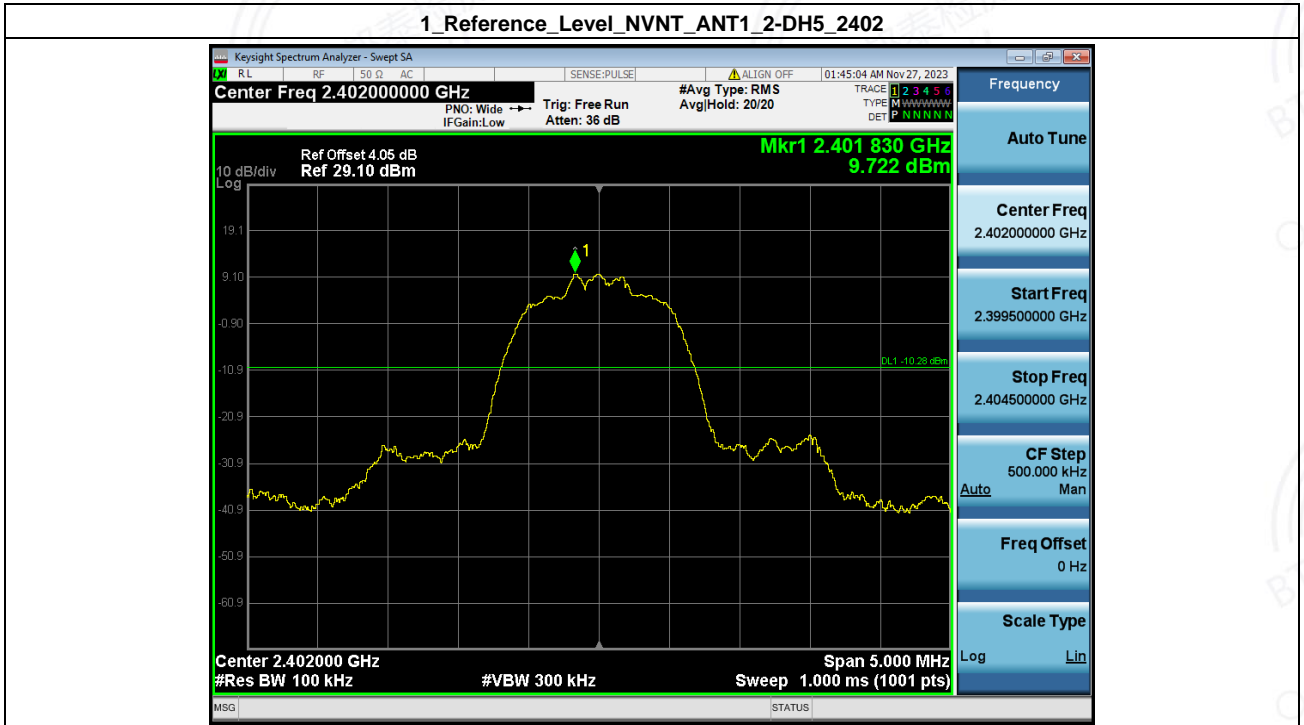 1_Reference_Level_NVNT_ANT1_2-DH5_2402
Keysight Spectrum Analyzer - Swept SA
LXI RL RF 50 Ω AC SENSE:PULSE ALIGN OFF 01:45:04 AM Nov 27, 2023
Center Freq 2.402000000 GHz
PNO: Wide
IFGain:Low
Trig: Free Run
Atten: 36 dB
#Avg Type: RMS
Avg|Hold: 20/20
TRACE 1 2 3 4 5 6
TYPE M WWWWW
DET P N N N N N
Mkr1 2.401 830 GHz
9.722 dBm
Ref Offset 4.05 dB
10 dB/div Ref 29.10 dBm
Log
19.1
1
9.10
-0.90
DL1 -10.28 dBm
-10.9
-20.9
-30.9
-40.9
-50.9
-60.9
Center 2.402000 GHz Span 5.000 MHz
#Res BW 100 kHz #VBW 300 kHz Sweep 1.000 ms (1001 pts)
MSG STATUS
Frequency
Auto Tune
Center Freq
2.402000000 GHz
Start Freq
2.399500000 GHz
Stop Freq
2.404500000 GHz
CF Step
500.000 kHz
Auto Man
Freq Offset
0 Hz
Scale Type
Log Lin